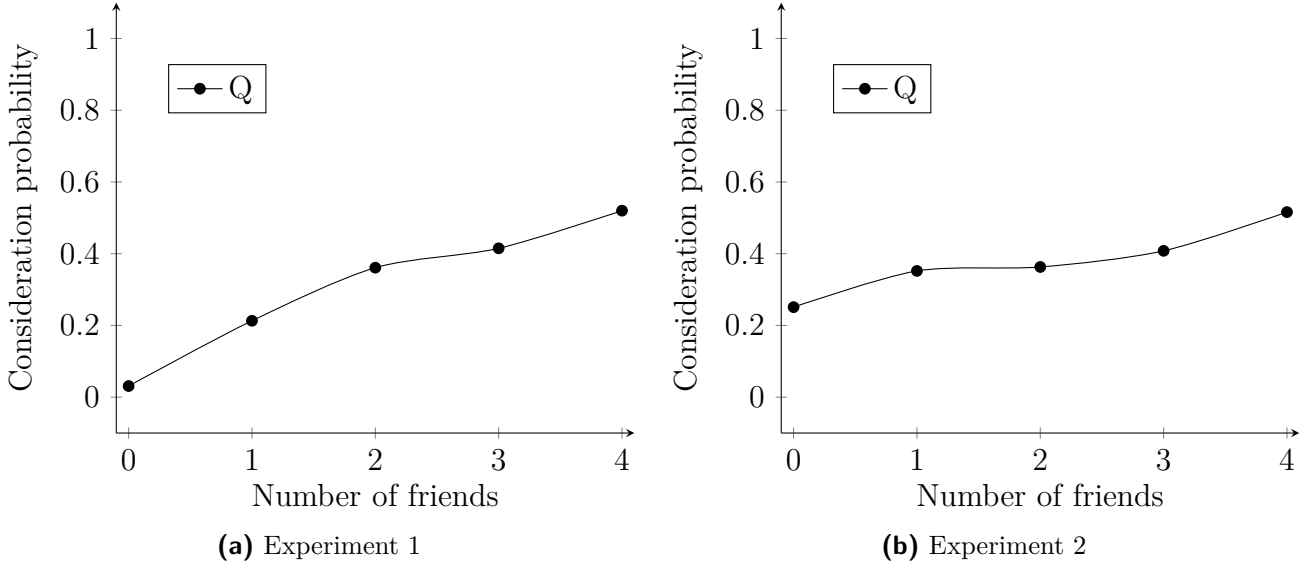 Consideration probability
1
0.8
0.6
0.4
0.2
0
Q
0 1 2 3 4
Number of friends
(a) Experiment 1
Consideration probability
1
0.8
0.6
0.4
0.2
0
Q
0 1 2 3 4
Number of friends
(b) Experiment 2